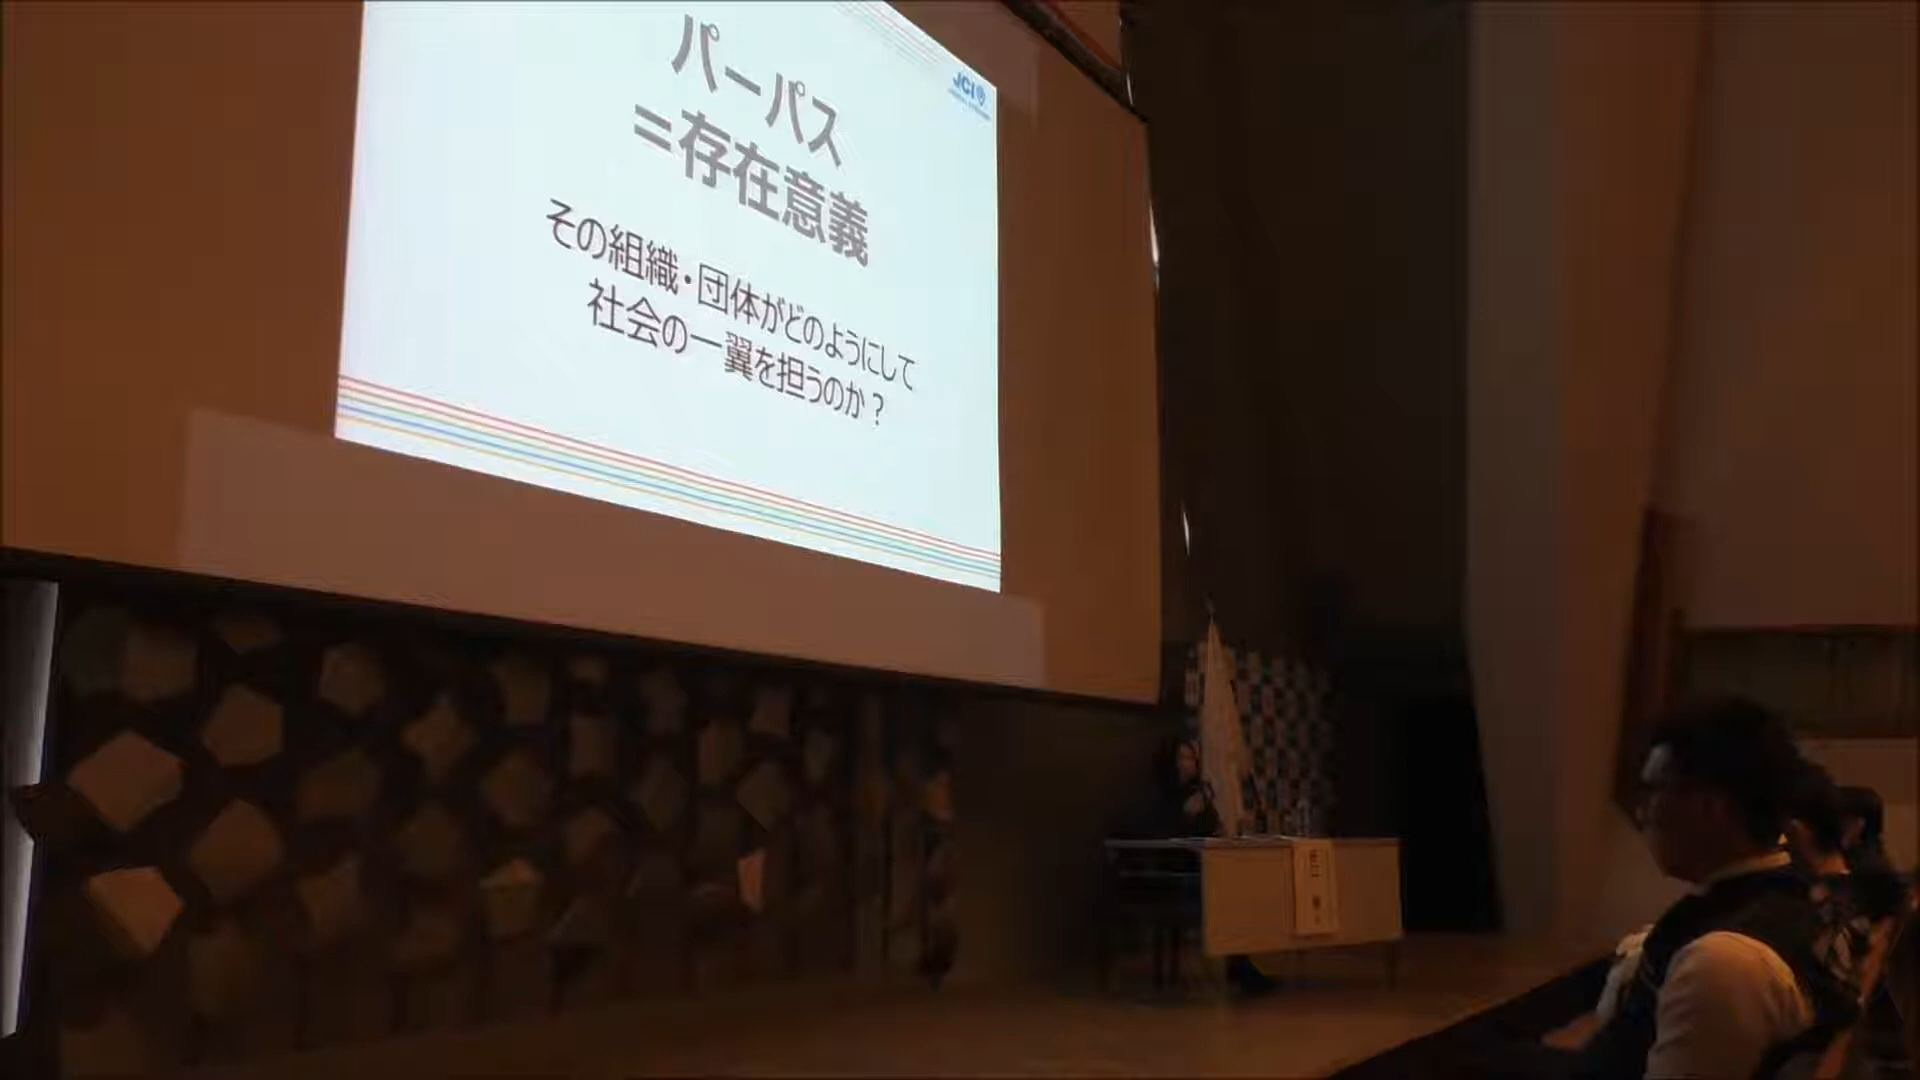 JCI
パーパス
=存在意義
その組織・団体がどのようにして
社会の一翼を担うのか?